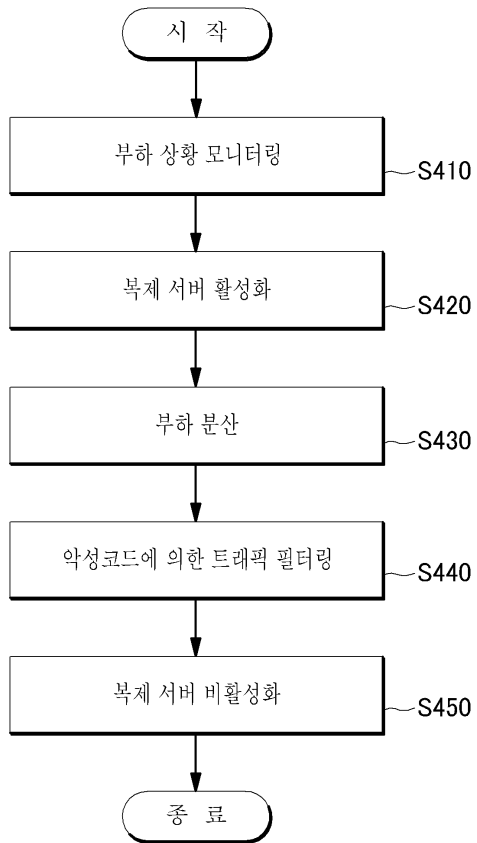 시 작
부하 상황 모니터링
S410
복제 서버 활성화
S420
부하 분산
S430
악성코드에 의한 트래픽 필터링
S440
복제 서버 비활성화
S450
종 료